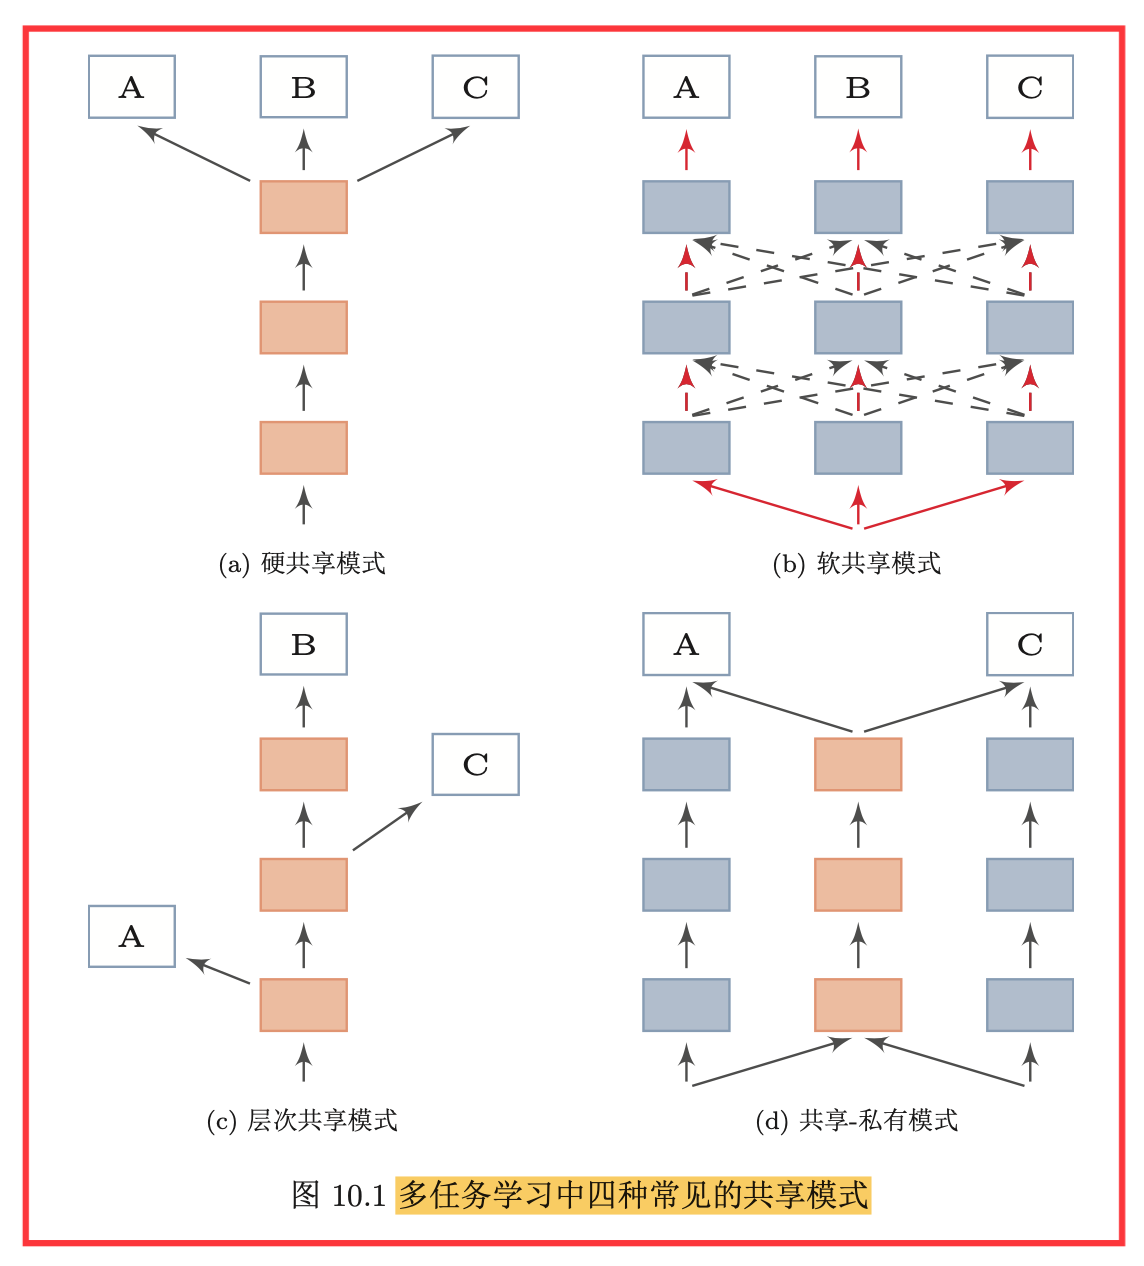 A B C
A B C
(a) 硬共享模式
(b) 软共享模式
B
C
A
A C
(c) 层次共享模式
(d) 共享-私有模式
图 10.1 多任务学习中四种常见的共享模式